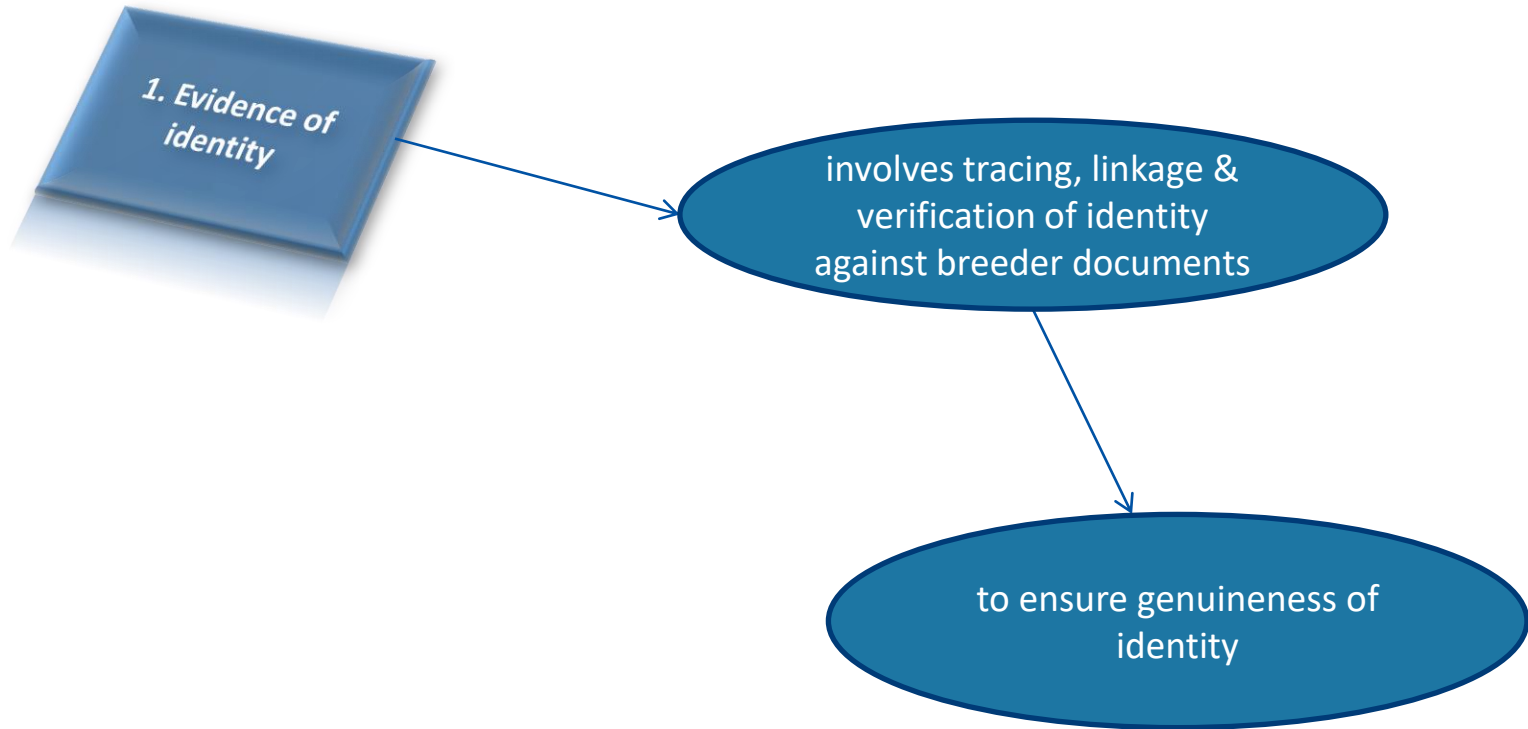 1. Evidence of
identity
involves tracing, linkage &
verification of identity
against breeder documents
to ensure genuineness of
identity